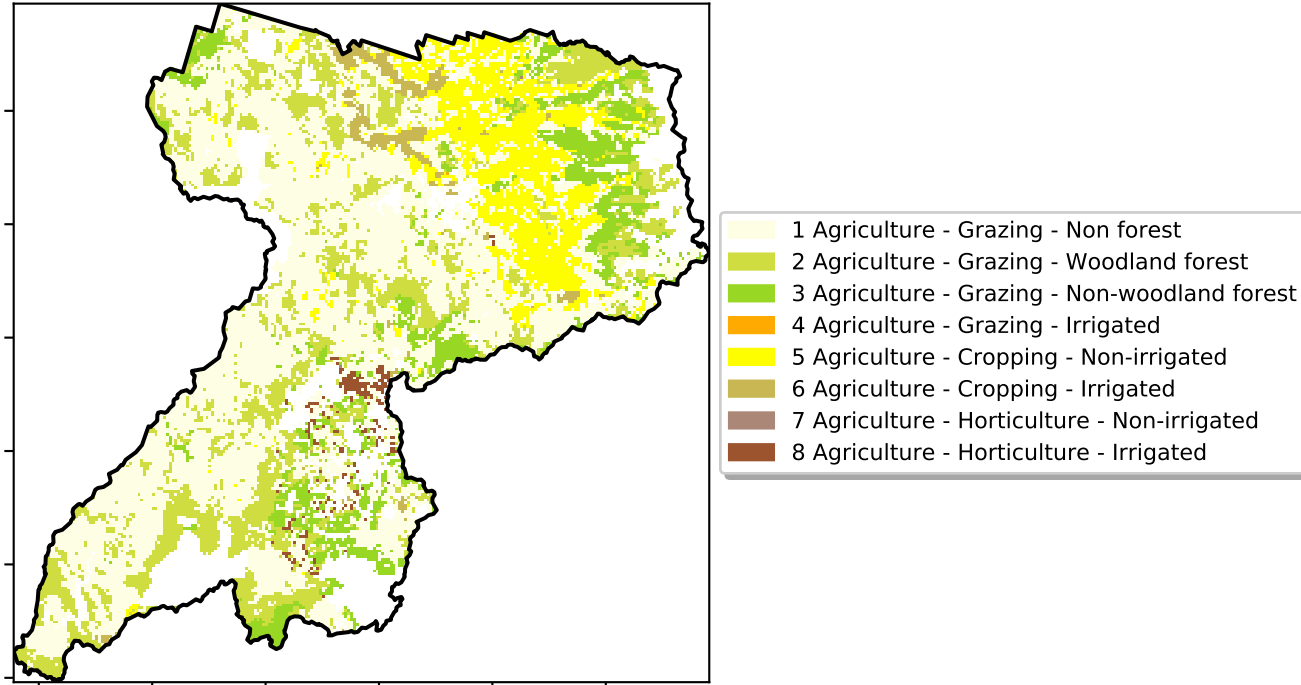 1 Agriculture - Grazing - Non forest
2 Agriculture - Grazing - Woodland forest
3 Agriculture - Grazing - Non-woodland forest
4 Agriculture - Grazing - Irrigated
5 Agriculture - Cropping - Non-irrigated
6 Agriculture - Cropping - Irrigated
7 Agriculture - Horticulture - Non-irrigated
8 Agriculture - Horticulture - Irrigated